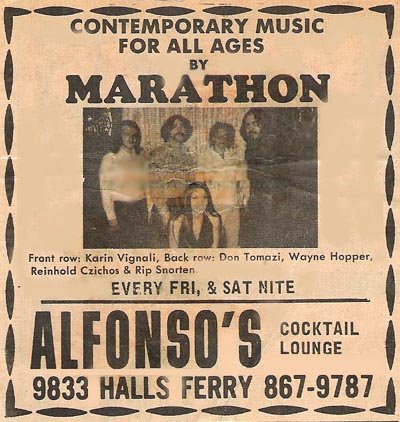 CONTEMPORARY MUSIC
FOR ALL AGES
BY
MARATHON
Front row: Karin Vignali, Back row: Don Tomazi, Wayne Hopper,
Reinhold Czichos & Rip Snorten
EVERY FRI, & SAT NITE
ALFONSO'S COCKTAIL
LOUNGE
9833 HALLS FERRY 867-9787